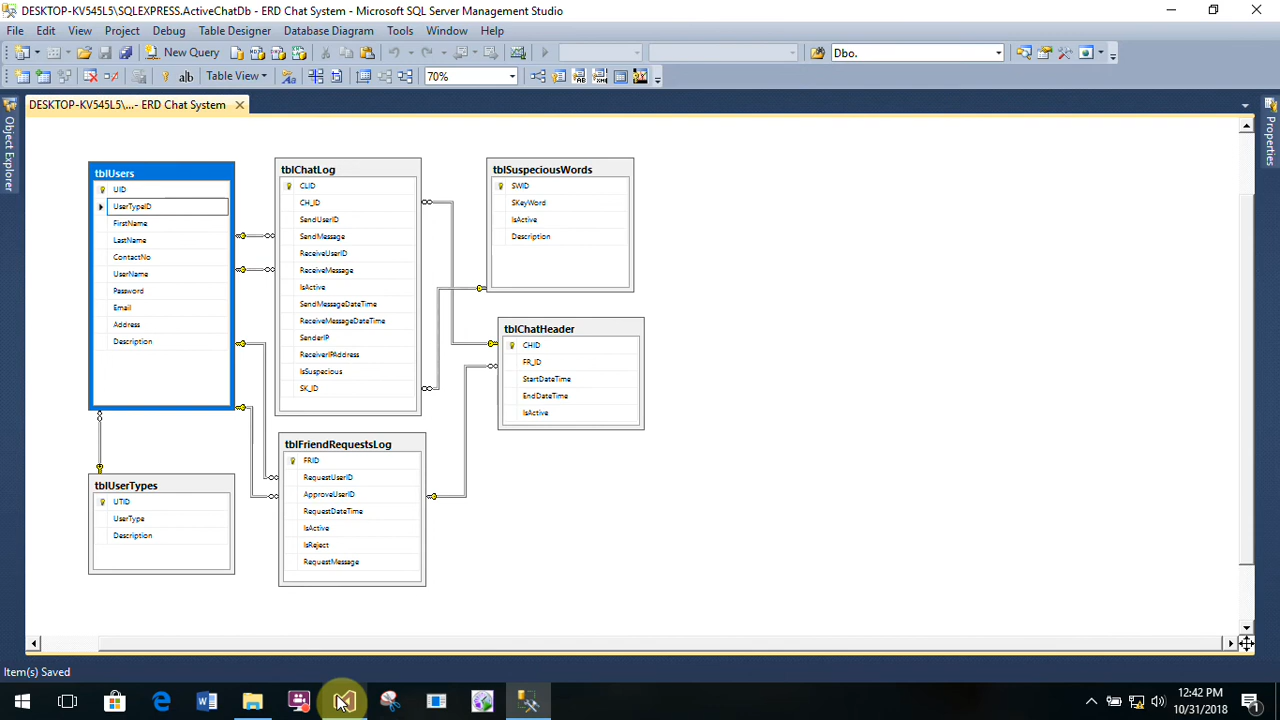 DESKTOP-KV545L5\SQLEXPRESS.ActiveChatDb - ERD Chat System - Microsoft SQL Server Management Studio
File Edit View Project Debug Table Designer Database Diagram Tools Window Help
New Query Dbo.
Table View 70%
DESKTOP-KV545L5\...- ERD Chat System
Object Explorer
Properties
tblUsers
UID
UserTypeID
FirstName
LastName
ContactNo
UserName
Password
Email
Address
Description
tblChatLog
CLID
CH_ID
SendUserID
SendMessage
ReceiveUserID
ReceiveMessage
IsActive
SendMessageDateTime
ReceiveMessageDateTime
SenderIP
ReceiverIPAddress
IsSuspecious
SK_ID
tblSuspeciousWords
SWID
SKeyWord
IsActive
Description
tblChatHeader
CHID
FR_ID
StartDateTime
EndDateTime
IsActive
tblUserTypes
UTID
UserType
Description
tblFriendRequestsLog
FRID
RequestUserID
ApproveUserID
RequestDateTime
IsActive
IsReject
RequestMessage
Item(s) Saved
12:42 PM
10/31/2018